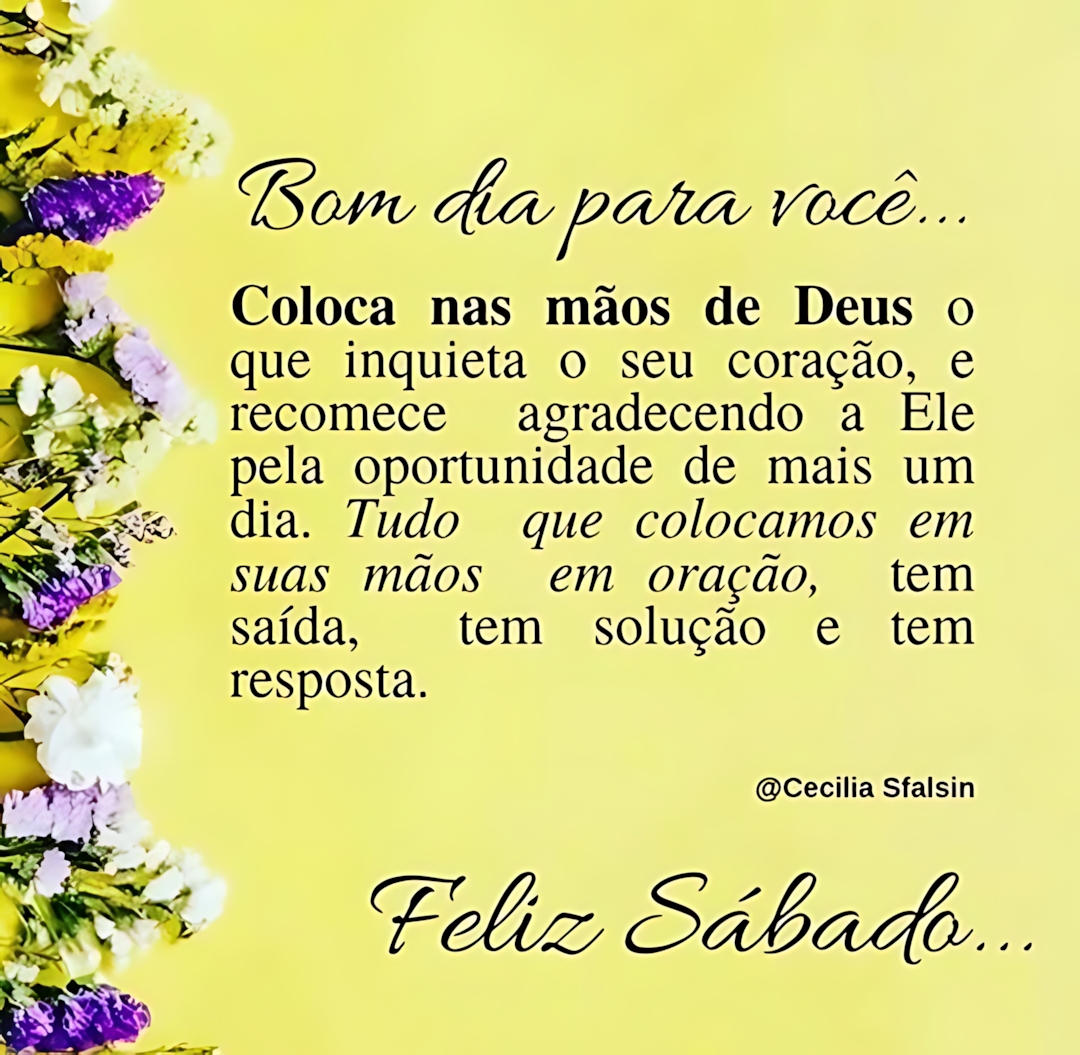 Bom dia para você...
Coloca nas mãos de Deus o
que inquieta o seu coração, e
recomece agradecendo a Ele
pela oportunidade de mais um
dia. Tudo que colocamos em
suas mãos em oração, tem
saída, tem solução e tem
resposta.
@Cecilia Sfalsin
Feliz Sábado...